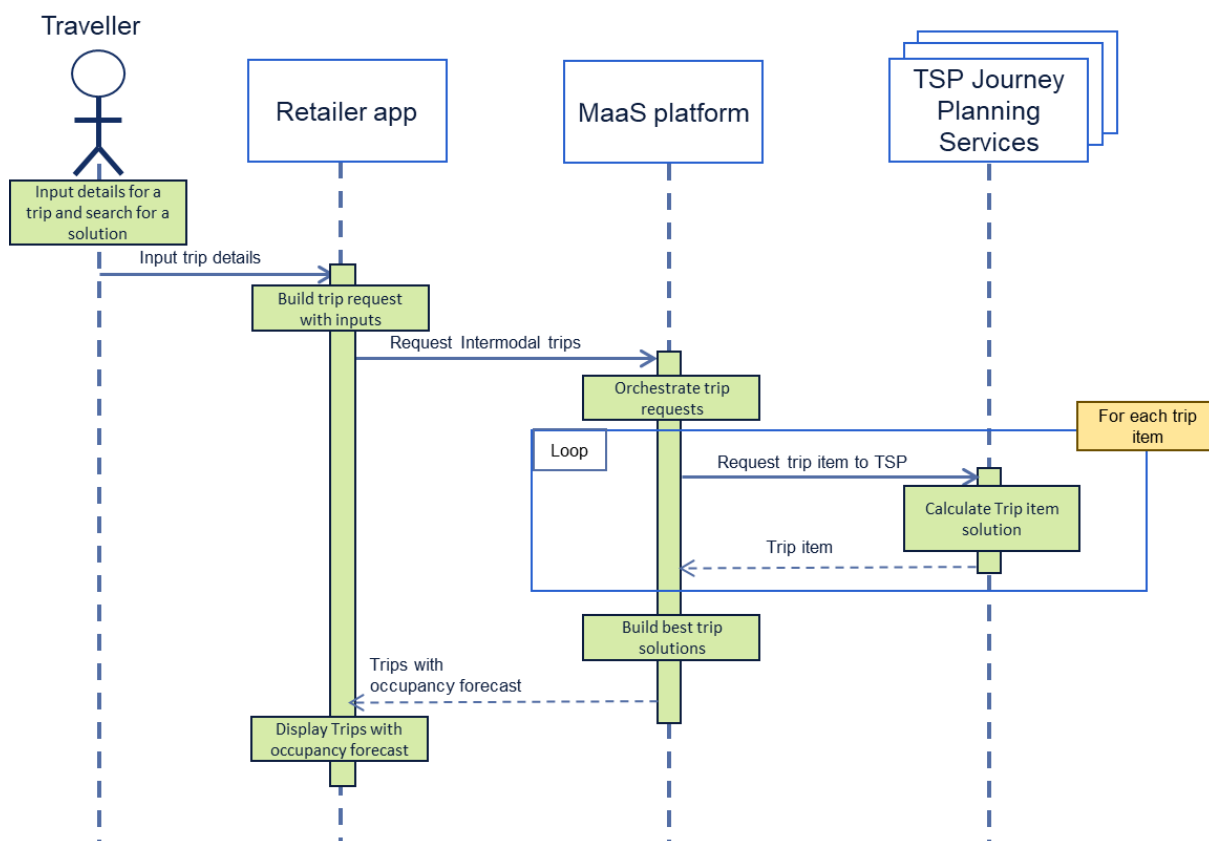 Traveller
Retailer app
MaaS platform
TSP Journey
Planning
Services
Input details for a
trip and search for a
solution
Input trip details
Build trip request
with inputs
Request Intermodal trips
Orchestrate trip
requests
For each trip
item
Loop
Request trip item to TSP
Calculate Trip item
solution
Trip item
Build best trip
solutions
Trips with
occupancy forecast
Display Trips with
occupancy forecast